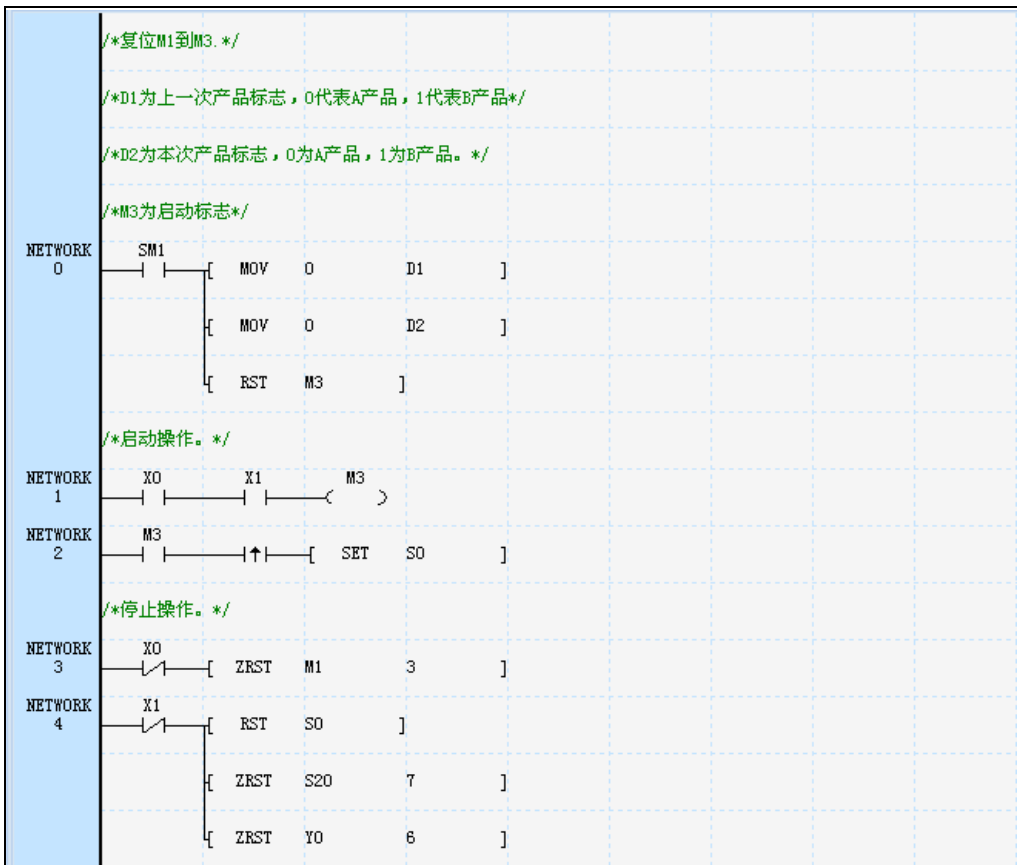 /*复位M1到M3.*/
/*D1为上一次产品标志，0代表A产品，1代表B产品*/
/*D2为本次产品标志，0为A产品，1为B产品。*/
/*M3为启动标志*/
NETWORK 0 SM1 [ MOV 0 D1 ]
[ MOV 0 D2 ]
[ RST M3 ]
/*启动操作。*/
NETWORK 1 X0 X1 M3
NETWORK 2 M3 [ SET S0 ]
/*停止操作。*/
NETWORK 3 X0 [ ZRST M1 3 ]
NETWORK 4 X1 [ RST S0 ]
[ ZRST S20 7 ]
[ ZRST Y0 6 ]